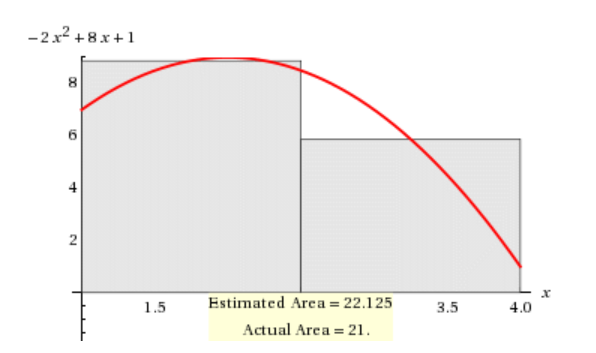 −2 x² + 8 x + 1
8
6
4
2
x
1.5
3.5
4.0
Estimated Area = 22.125
Actual Area = 21.